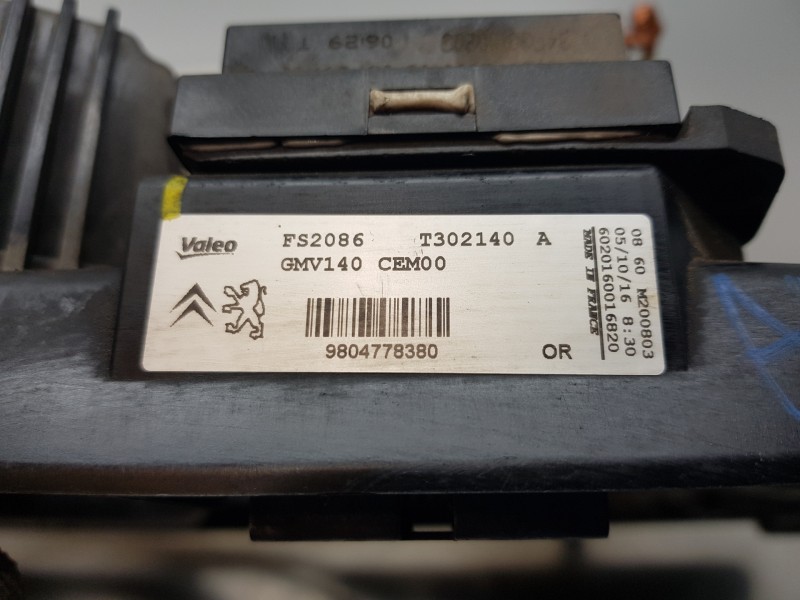 Valeo FS2086 T302140 A
GMV140 CEM00
9804778380
OR
MADE IN FRANCE
6020160016820
05/10/16 8:30
08 60 M200803